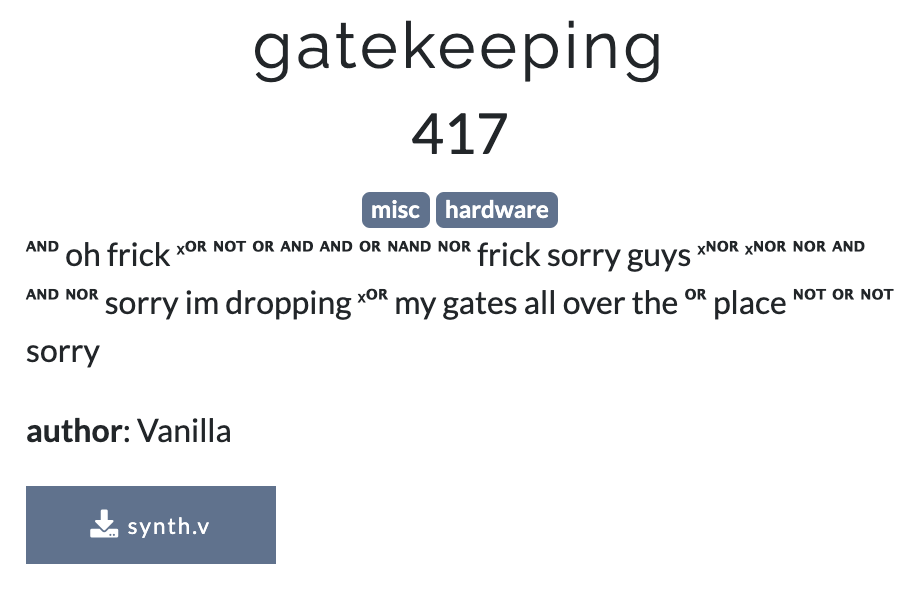 gatekeeping
417
misc hardware
ᴬᴺᴰ oh frick ₓᴼᴿ ᴺᴼᵀ ᴼᴿ ᴬᴺᴰ ᴬᴺᴰ ᴼᴿ ᴺᴬᴺᴰ ᴺᴼᴿ frick sorry guys ₓᴺᴼᴿ ₓᴺᴼᴿ ᴺᴼᴿ ᴬᴺᴰ
ᴬᴺᴰ ᴺᴼᴿ sorry im dropping ₓᴼᴿ my gates all over the ᴼᴿ place ᴺᴼᵀ ᴼᴿ ᴺᴼᵀ
sorry
author: Vanilla
synth.v